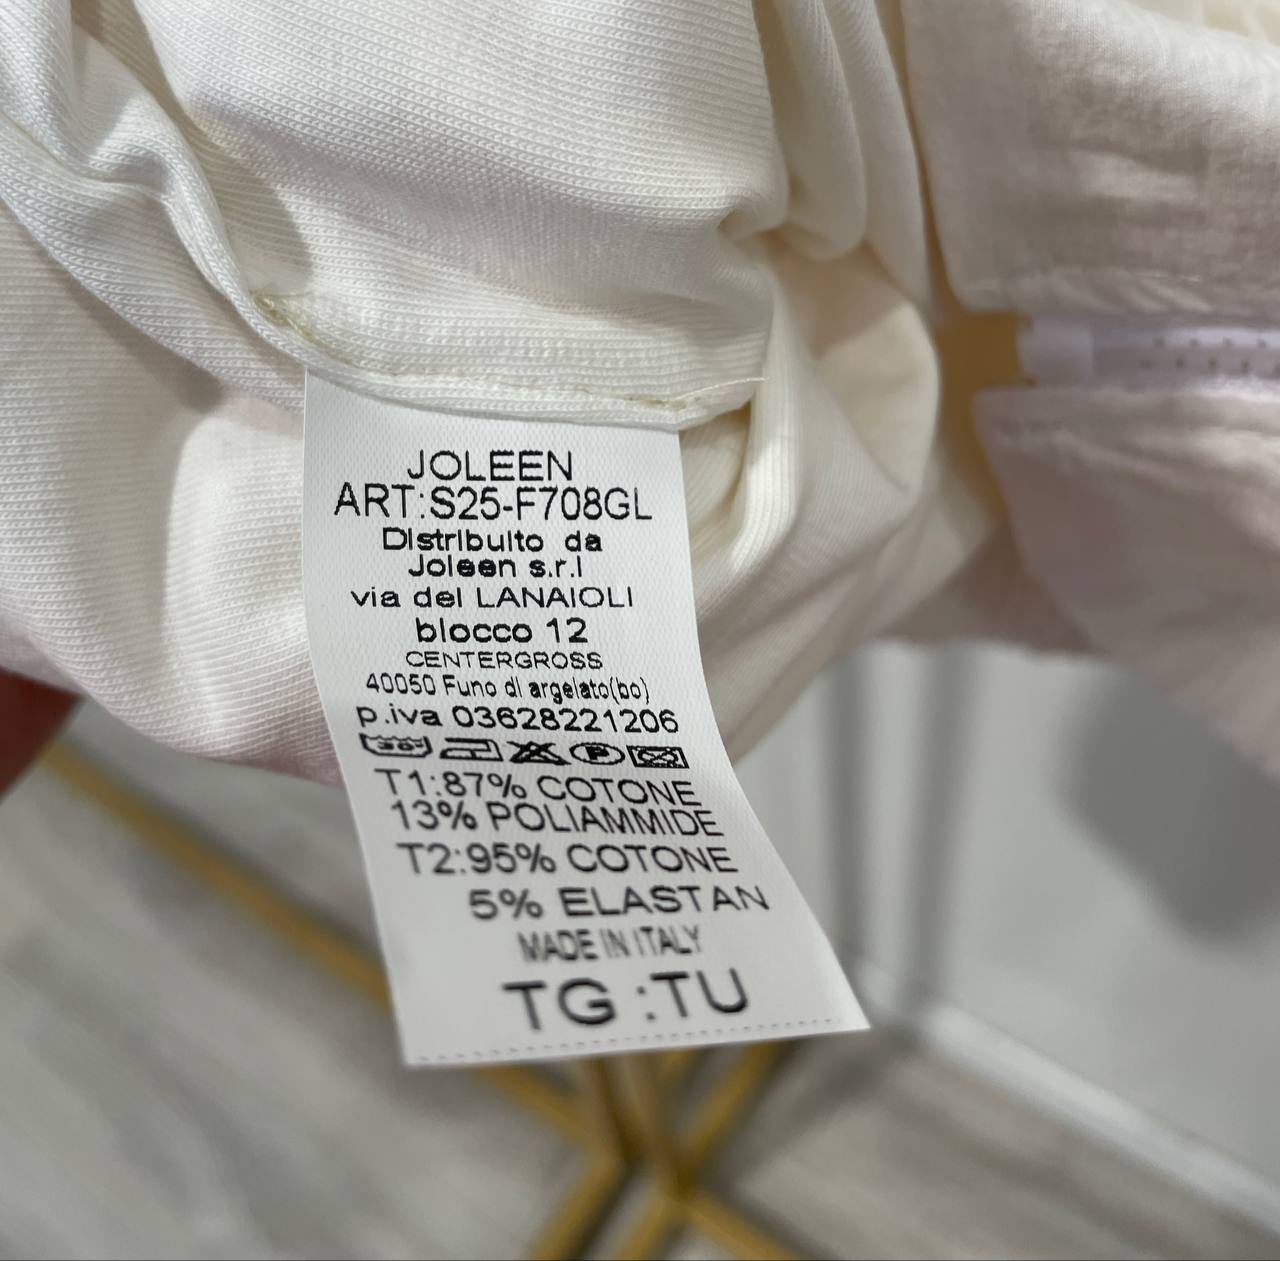 JOLEEN
ART:S25-F708GL
Distribuito da
Joleen s.r.l
via del LANAIOLI
blocco 12
CENTERGROSS
40050 Funo di argelato(bo)
p.iva 03628221206
T1:87% COTONE
13% POLIAMMIDE
T2:95% COTONE
5% ELASTAN
MADE IN ITALY
TG :TU